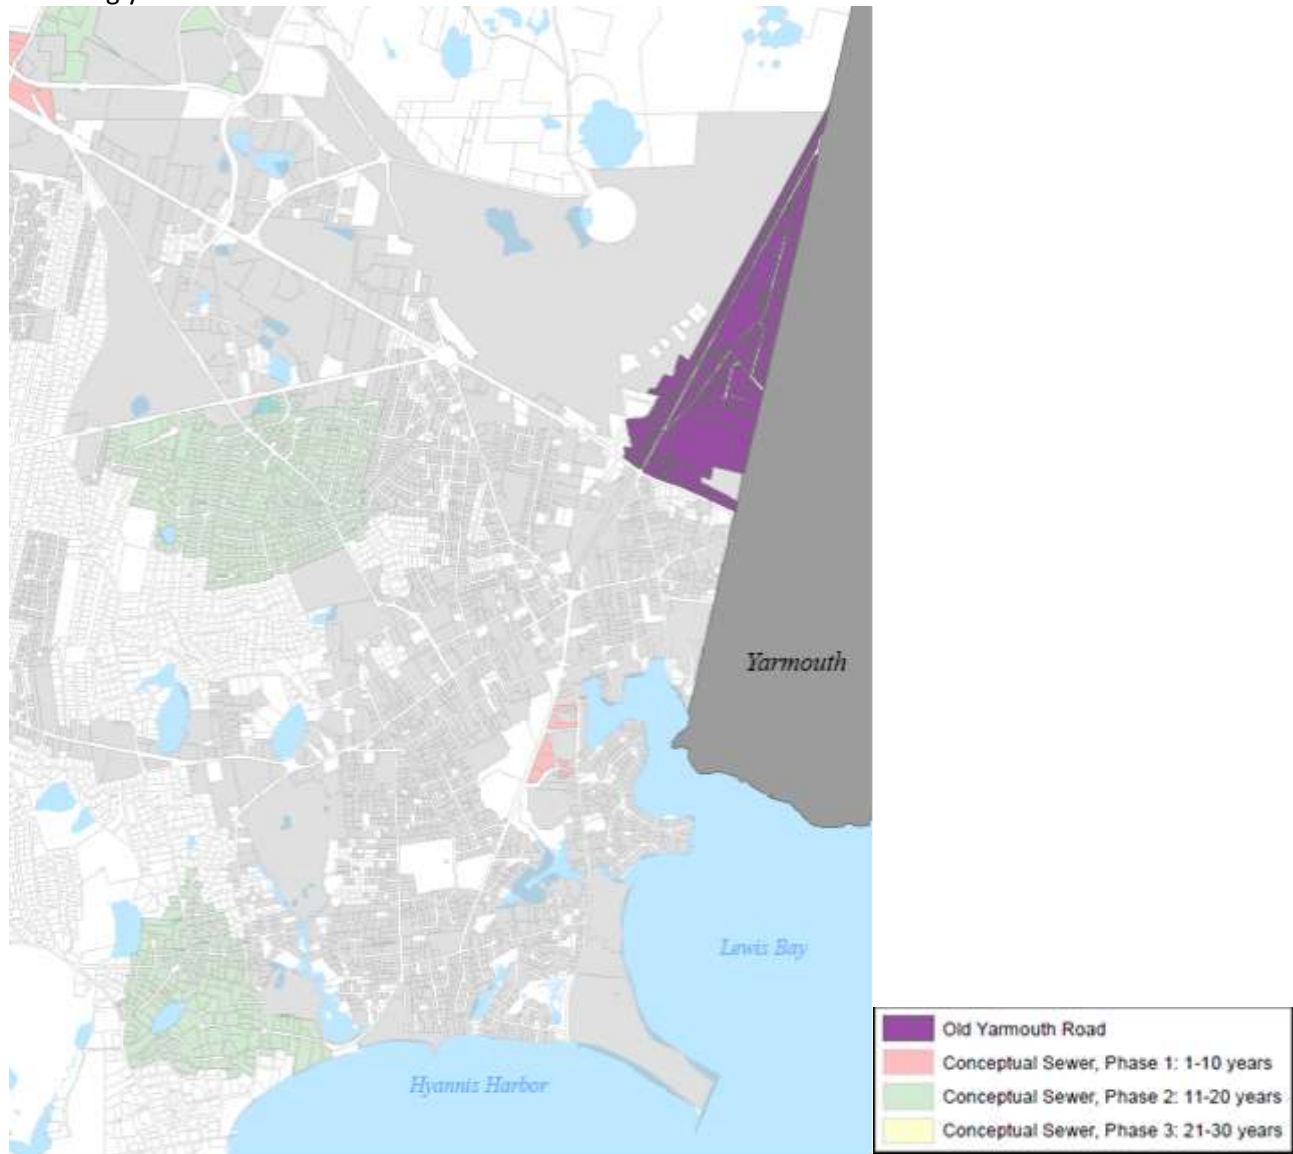 Yarmouth
Lewis Bay
Hyannis Harbor
Old Yarmouth Road
Conceptual Sewer, Phase 1: 1-10 years
Conceptual Sewer, Phase 2: 11-20 years
Conceptual Sewer, Phase 3: 21-30 years